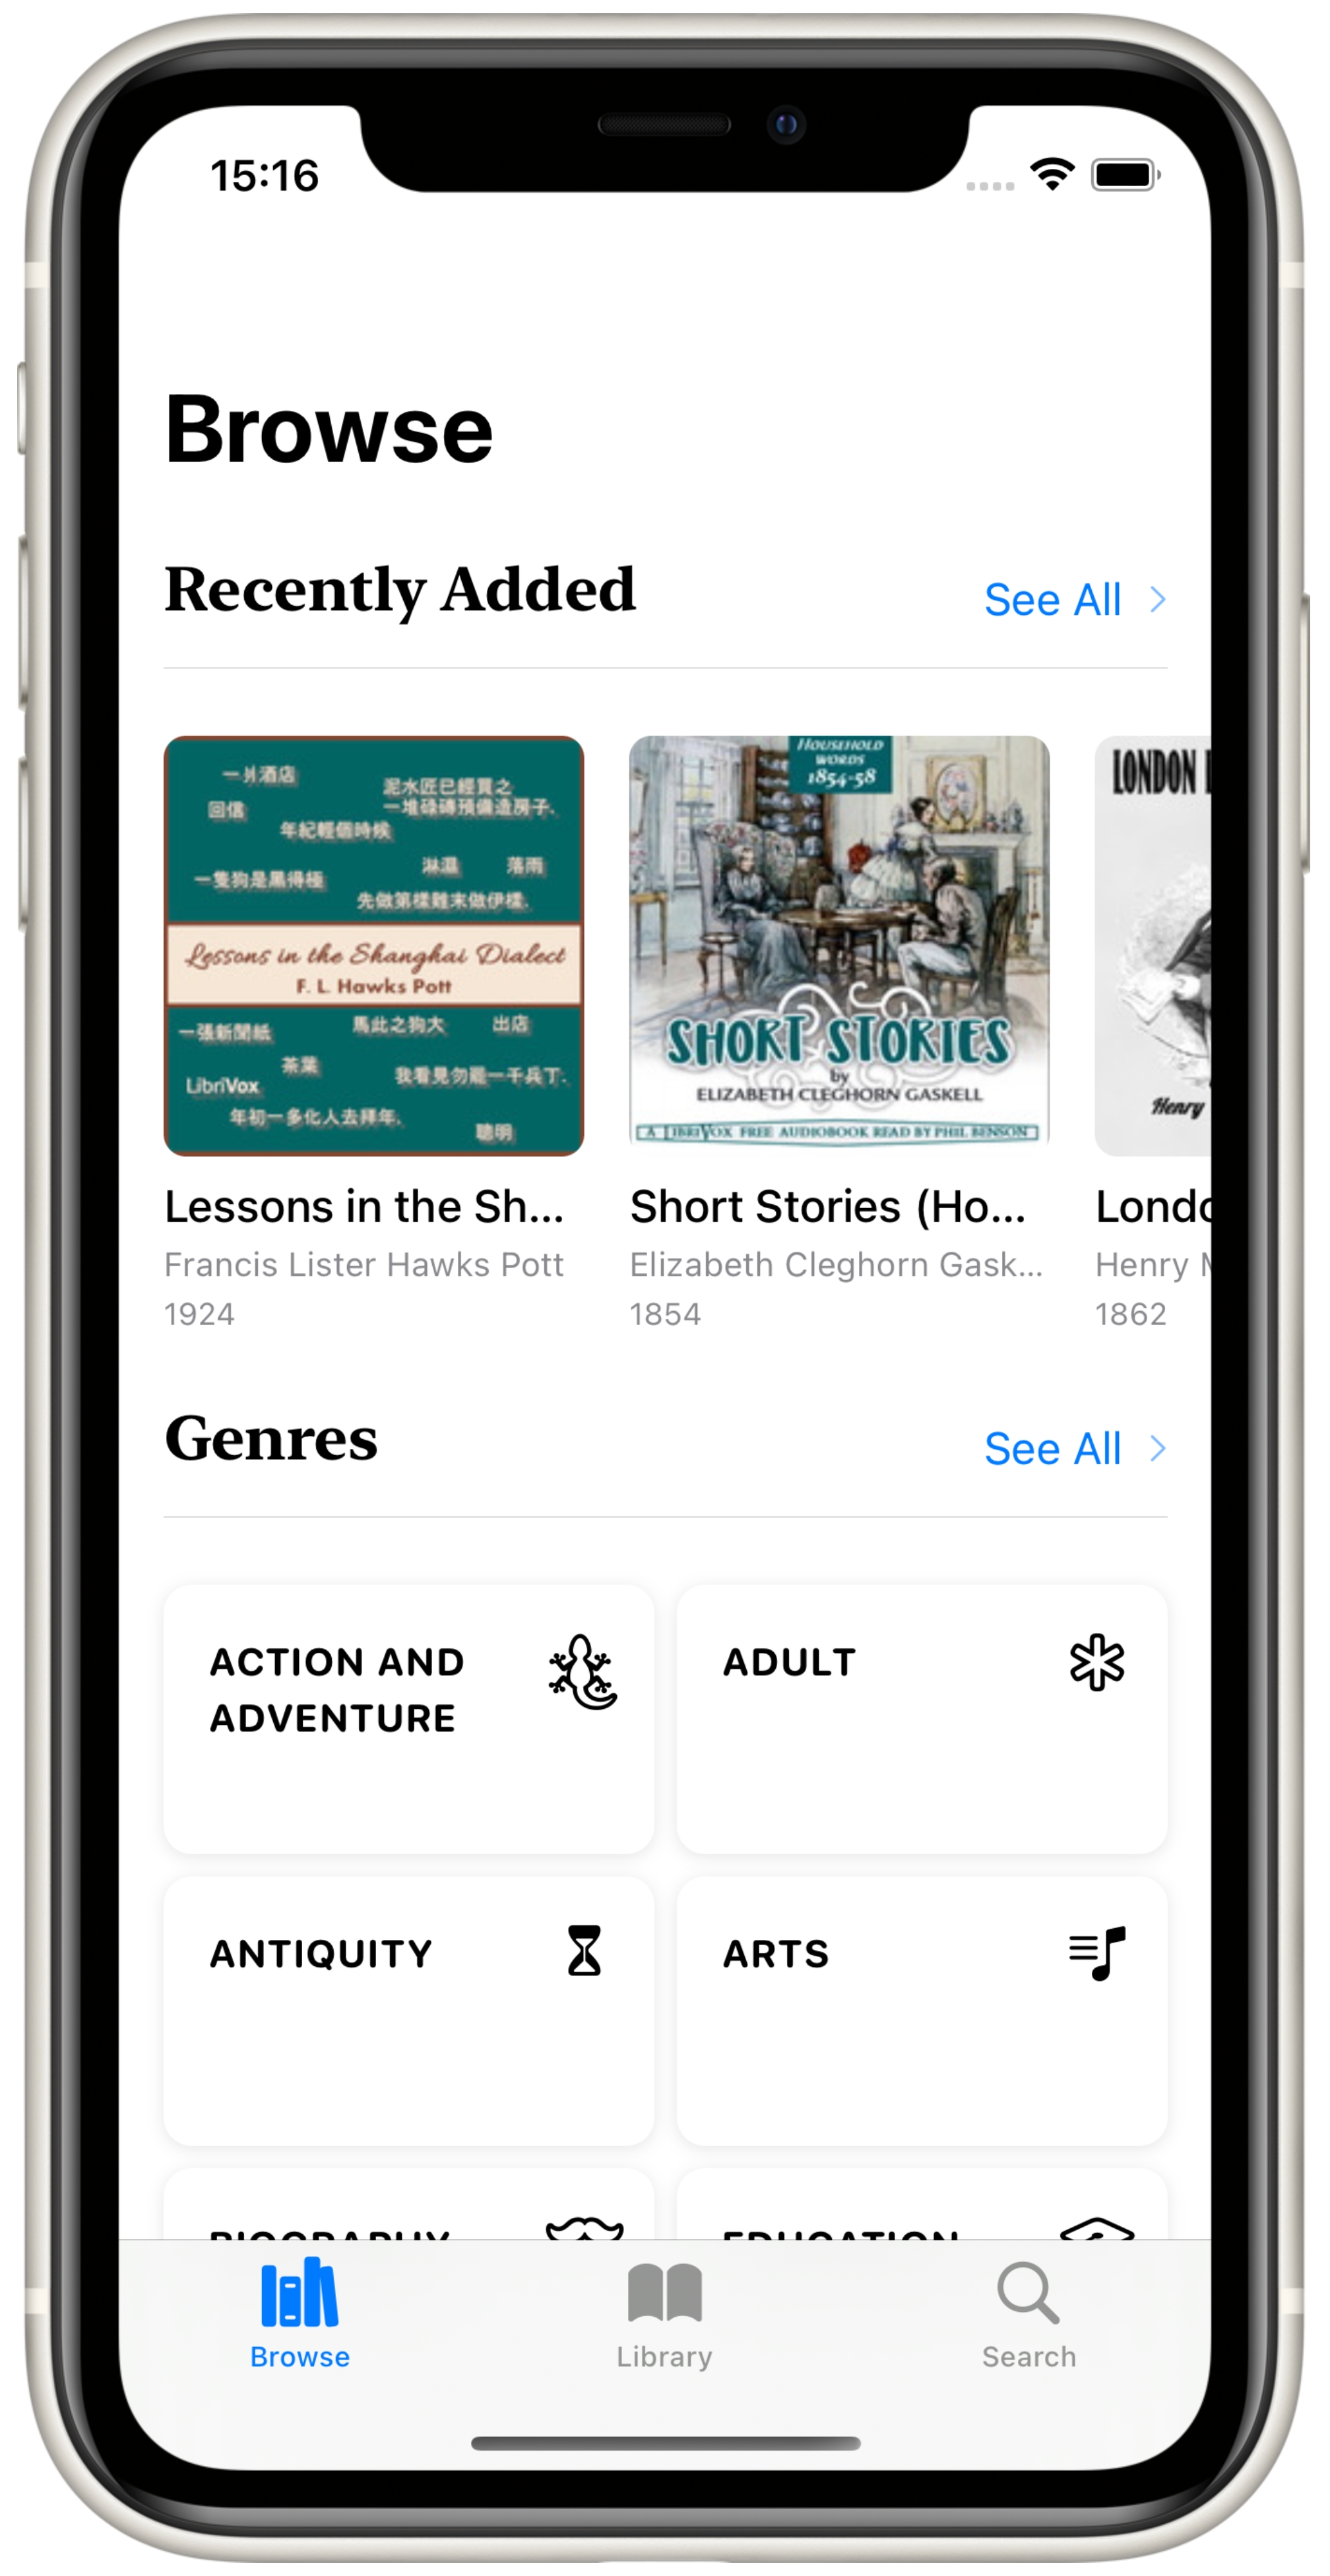 15:16
Browse
Recently Added
See All
一爿酒店
泥水匠已經買之
一堆碌磚預備造房子.
回信
年紀輕個時候
淋濕
落雨
一隻狗是黑得極
先做第樣難末做伊樣.
Lessons in the Shanghai Dialect
F. L. Hawks Pott
一張新聞紙
馬此之狗大
出店
茶葉
LibriVox
我看見勿罷一千兵丁.
年初一多化人去拜年.
聰明
HOUSEHOLD
WORDS
1854-58
SHORT STORIES
by
ELIZABETH CLEGHORN GASKELL
A LIBRIVOX FREE AUDIOBOOK READ BY PHIL BENSON
LONDON
Henry
Lessons in the Sh...
Francis Lister Hawks Pott
1924
Short Stories (Ho...
Elizabeth Cleghorn Gask...
1854
Londo
Henry
1862
Genres
See All
ACTION AND
ADVENTURE
ADULT
ANTIQUITY
ARTS
BIOGRAPHY
EDUCATION
Browse
Library
Search